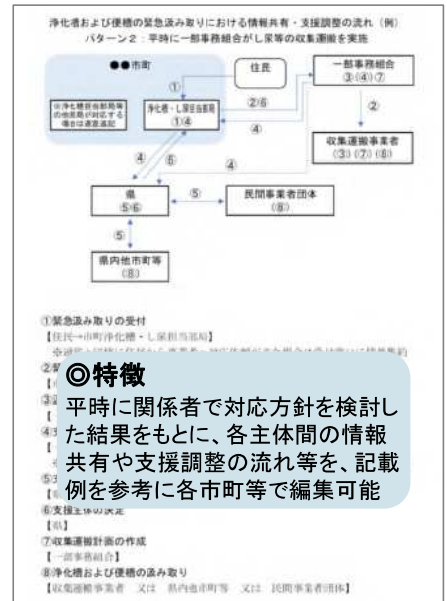 浄化槽および便槽の緊急汲み取りにおける情報共有・支援調整の流れ（例）
パターン２：平時に一部事務組合がし尿等の収集運搬を実施
●●市町
住民
一部事務組合
③④⑦
①
②⑥
②
④
浄化槽・し尿担当部局
①④
収集運搬事業者
（③）（⑦）（⑧）
④
⑥
④
県
⑤⑥
⑤
民間事業者団体
（⑧）
⑤
県内他市町等
（⑧）
①緊急汲み取りの受付
【住民→市町浄化槽・し尿担当部局】
◎特徴
平時に関係者で対応方針を検討し
た結果をもとに、各主体間の情報
共有や支援調整の流れ等を、記載
例を参考に各市町等で編集可能
⑥支援主体の決定
【県】
⑦収集運搬計画の作成
【一部事務組合】
⑧浄化槽および便槽の汲み取り
【収集運搬事業者　又は　県内他市町等　又は　民間事業者団体】